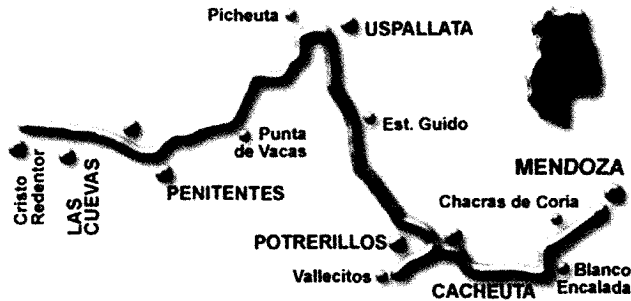 Picheuta
USPALLATA
Est. Guido
Punta
de Vacas
MENDOZA
Cristo
Redentor
LAS
CUEVAS
PENITENTES
Chacras de Coria
POTRERILLOS
Vallecitos
CACHEUTA
Blanco
Encalada